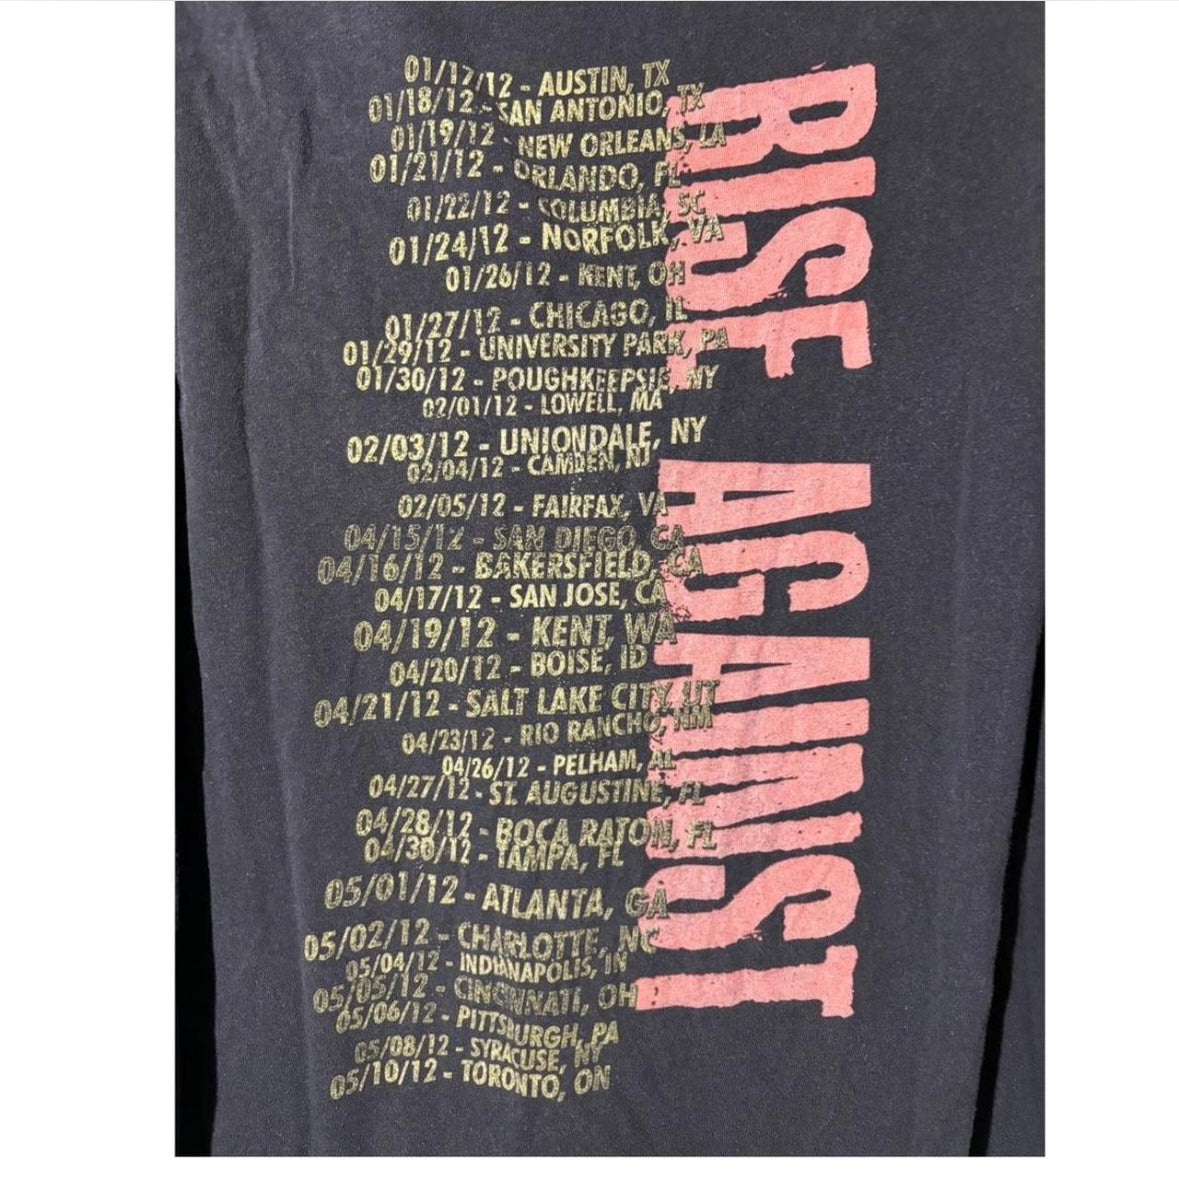 01/17/12 - AUSTIN, TX
01/18/12 - SAN ANTONIO, TX
01/19/12 - NEW ORLEANS, LA
01/21/12 - ORLANDO, FL
01/22/12 - COLUMBIA, SC
01/24/12 - NORFOLK, VA
01/26/12 - KENT, OH
01/27/12 - CHICAGO, IL
01/29/12 - UNIVERSITY PARK, PA
01/30/12 - POUGHKEEPSIE, NY
02/01/12 - LOWELL, MA
02/03/12 - UNIONDALE, NY
02/04/12 - CAMDEN, NJ
02/05/12 - FAIRFAX, VA
04/15/12 - SAN DIEGO, CA
04/16/12 - BAKERSFIELD, CA
04/17/12 - SAN JOSE, CA
04/19/12 - KENT, WA
04/20/12 - BOISE, ID
04/21/12 - SALT LAKE CITY, UT
04/23/12 - RIO RANCHO, NM
04/26/12 - PELHAM, AL
04/27/12 - ST. AUGUSTINE, FL
04/28/12 - BOCA RATON, FL
04/30/12 - TAMPA, FL
05/01/12 - ATLANTA, GA
05/02/12 - CHARLOTTE, NC
05/04/12 - INDIANAPOLIS, IN
05/05/12 - CINCINNATI, OH
05/06/12 - PITTSBURGH, PA
05/08/12 - SYRACUSE, NY
05/10/12 - TORONTO, ON
RISE AGAINST